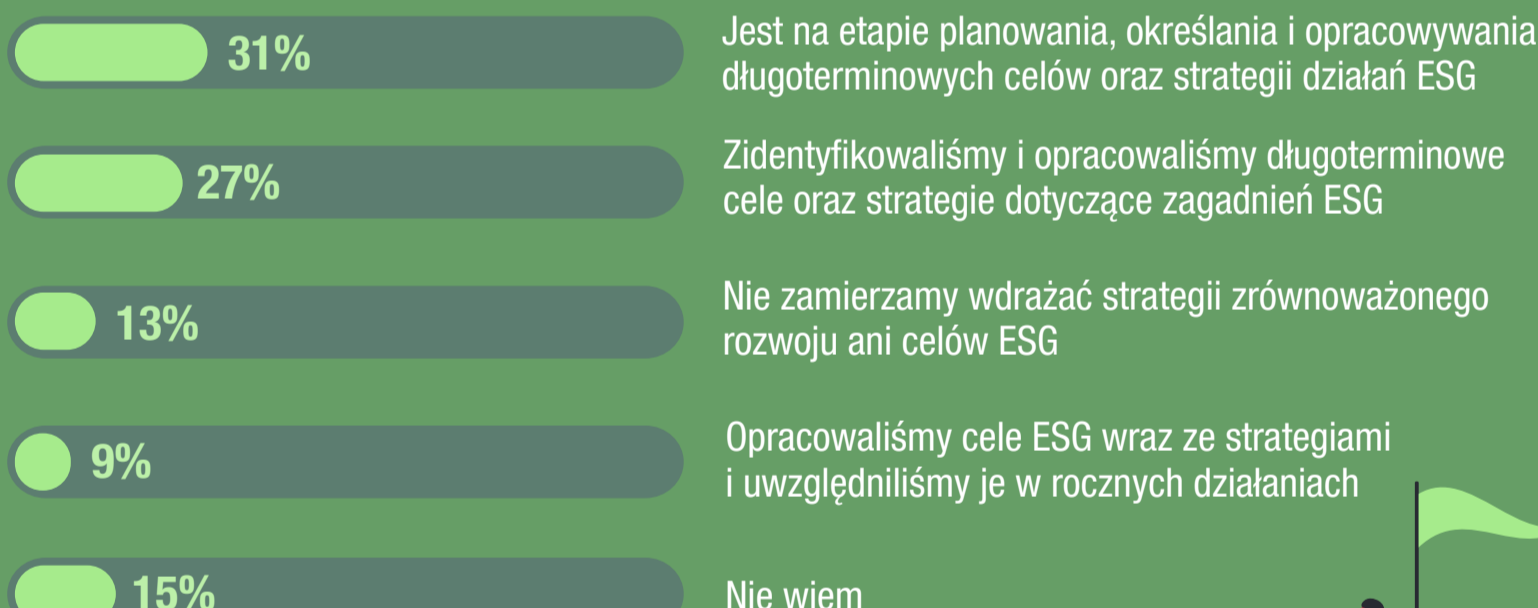 31%
Jest na etapie planowania, określania i opracowywania
długoterminowych celów oraz strategii działań ESG
27%
Zidentyfikowaliśmy i opracowaliśmy długoterminowe
cele oraz strategie dotyczące zagadnień ESG
13%
Nie zamierzamy wdrażać strategii zrównoważonego
rozwoju ani celów ESG
9%
Opracowaliśmy cele ESG wraz ze strategiami
i uwzględniliśmy je w rocznych działaniach
15%
Nie wiem